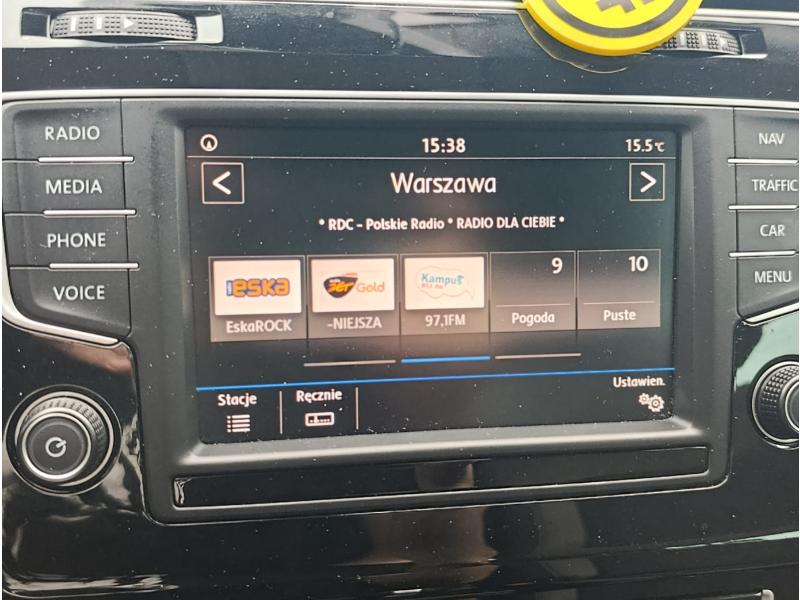 RADIO
MEDIA
PHONE
VOICE
15:38
15.5°C
Warszawa
* RDC - Polskie Radio * RADIO DLA CIEBIE *
eska
Gold
Kampus
9
10
EskaROCK
-NIEJSZA
97,1FM
Pogoda
Puste
Stacje
Ręcznie
Ustawien.
NAV
TRAFFIC
CAR
MENU